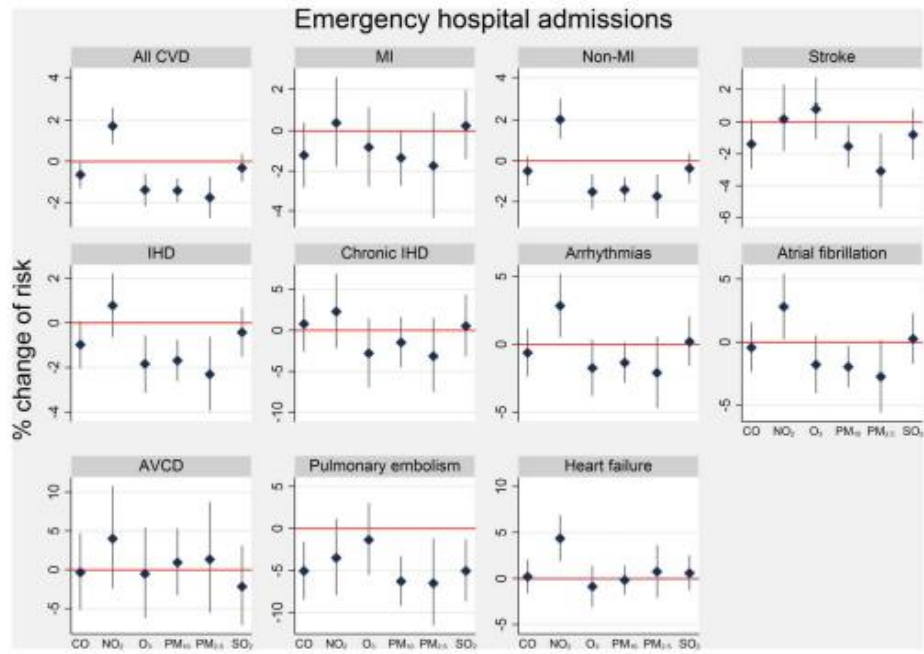 Emergency hospital admissions
All CVD
MI
Non-MI
Stroke
4
2
0
-2
2
0
-2
-4
4
2
0
-2
2
0
-2
-4
-6
% change of risk
IHD
Chronic IHD
Arrhythmias
Atrial fibrillation
2
0
-2
-4
5
0
-5
-10
5
0
-5
5
0
-5
CO NO₂ O₃ PM₁₀ PM₂.₅ SO₂
AVCD
Pulmonary embolism
Heart failure
10
5
0
-5
0
-5
-10
10
5
0
-5
CO NO₂ O₃ PM₁₀ PM₂.₅ SO₂
CO NO₂ O₃ PM₁₀ PM₂.₅ SO₂
CO NO₂ O₃ PM₁₀ PM₂.₅ SO₂